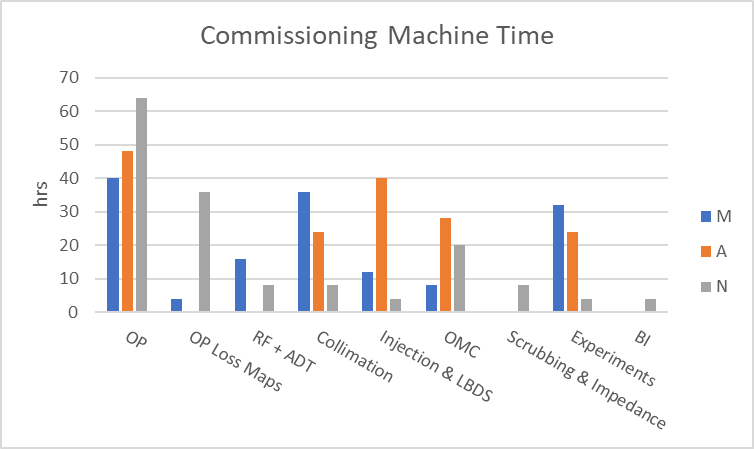 Commissioning Machine Time
70
60
50
40
30
20
10
0
hrs
OP
OP Loss Maps
RF + ADT
Collimation
Injection & LBDS
OMC
Scrubbing & Impedance
Experiments
BI
M
A
N